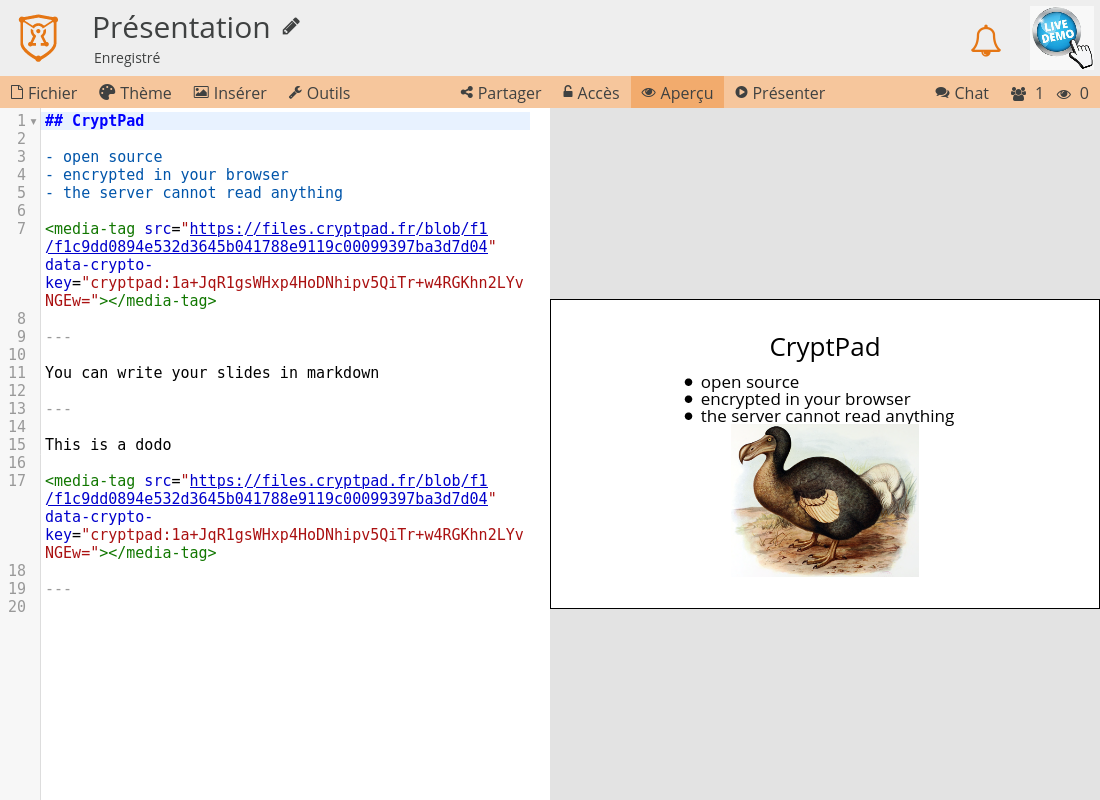 Présentation
Enregistré
LIVE DEMO
Fichier Thème Insérer Outils Partager Accès Aperçu Présenter Chat 1 0
1 ## CryptPad
2
3 - open source
4 - encrypted in your browser
5 - the server cannot read anything
6
7 <media-tag src="https://files.cryptpad.fr/blob/f1
/f1c9dd0894e532d3645b041788e9119c00099397ba3d7d04"
data-crypto-
key="cryptpad:1a+JqR1gsWHxp4HoDNhipv5QiTr+w4RGKhn2LYv
NGEw="></media-tag>
8
9 ---
10
11 You can write your slides in markdown
12
13 ---
14
15 This is a dodo
16
17 <media-tag src="https://files.cryptpad.fr/blob/f1
/f1c9dd0894e532d3645b041788e9119c00099397ba3d7d04"
data-crypto-
key="cryptpad:1a+JqR1gsWHxp4HoDNhipv5QiTr+w4RGKhn2LYv
NGEw="></media-tag>
18
19 ---
20
CryptPad
● open source
● encrypted in your browser
● the server cannot read anything